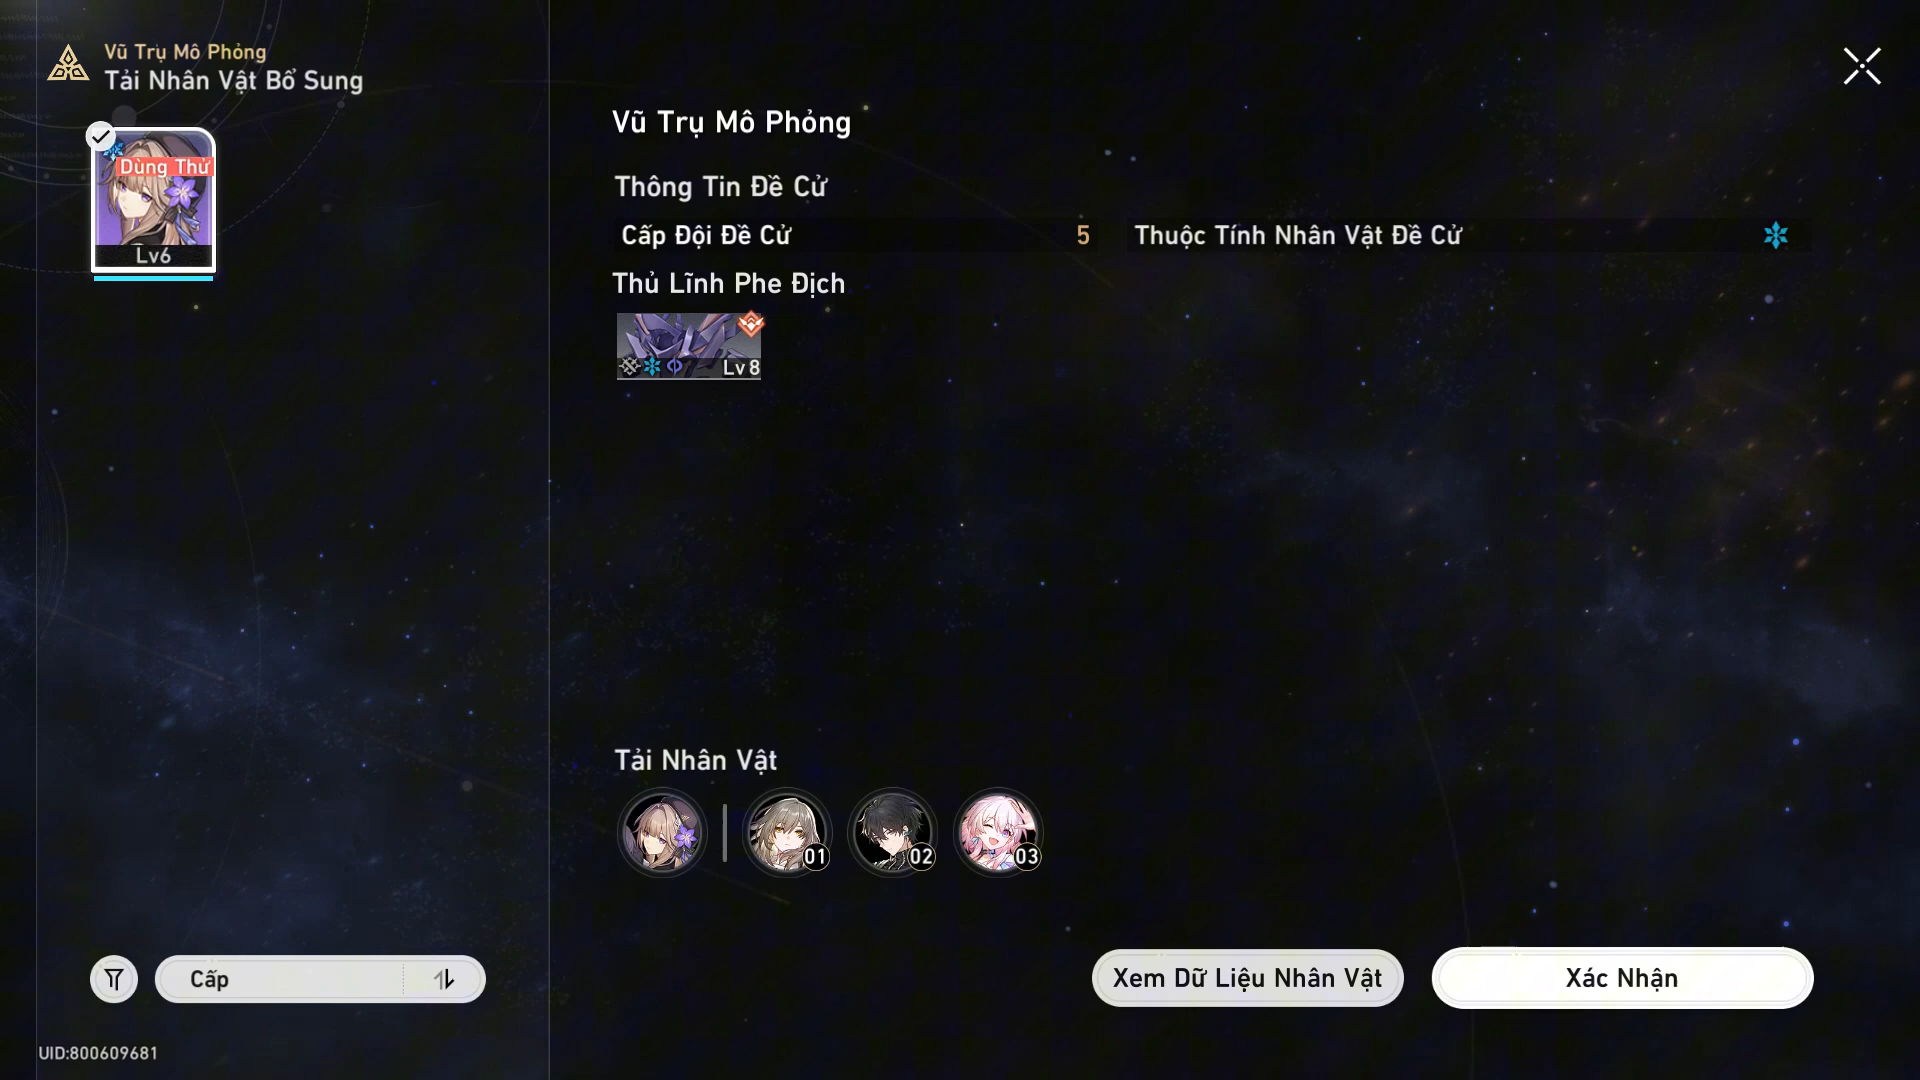 Vũ Trụ Mô Phỏng
Tải Nhân Vật Bổ Sung
Dùng Thử
Lv6
Vũ Trụ Mô Phỏng
Thông Tin Đề Cử
Cấp Đội Đề Cử 5
Thuộc Tính Nhân Vật Đề Cử
Thủ Lĩnh Phe Địch
Lv8
Tải Nhân Vật
01
02
03
Cấp
Xem Dữ Liệu Nhân Vật
Xác Nhận
UID:800609681